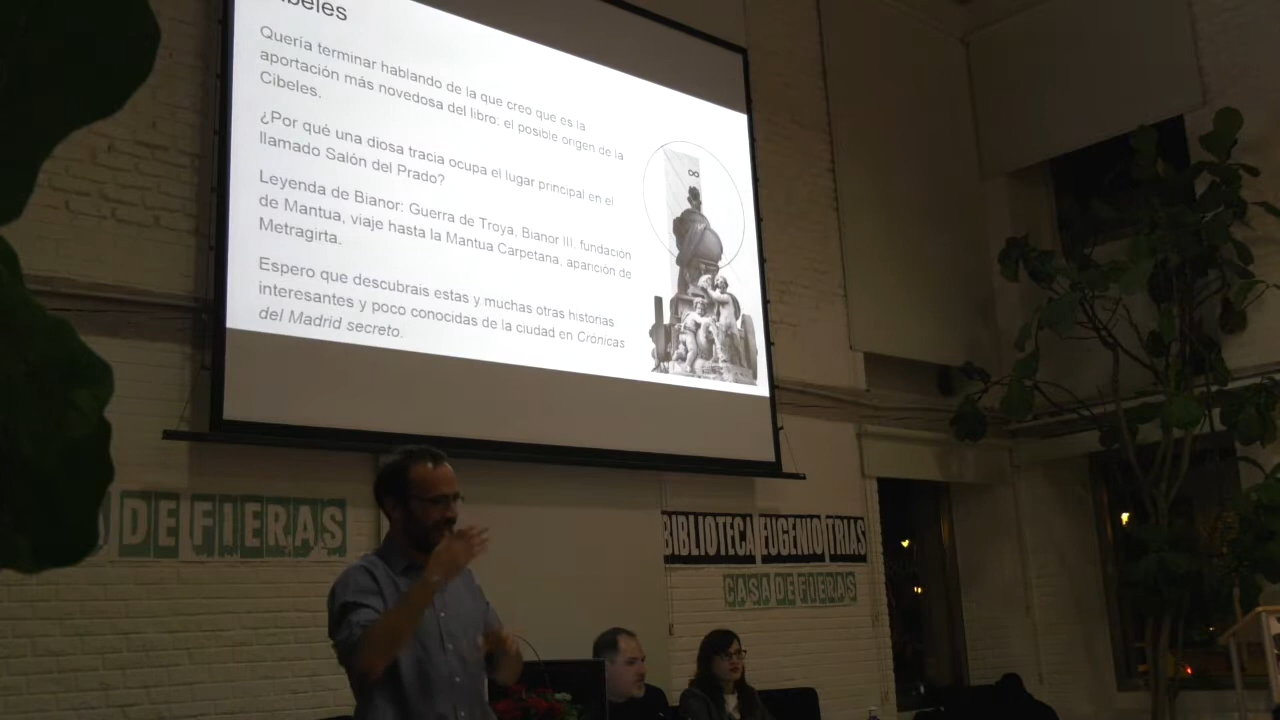 Cibeles
Quería terminar hablando de la que creo que es la
aportación más novedosa del libro: el posible origen de la
Cibeles.
¿Por qué una diosa tracia ocupa el lugar principal en el
llamado Salón del Prado?
Leyenda de Bianor: Guerra de Troya, Bianor III, fundación
de Mantua, viaje hasta la Mantua Carpetana, aparición de
Metragirta.
Espero que descubrais estas y muchas otras historias
interesantes y poco conocidas de la ciudad en Crónicas
del Madrid secreto.
DE FIERAS
BIBLIOTECA EUGENIO TRIAS
CASA DE FIERAS